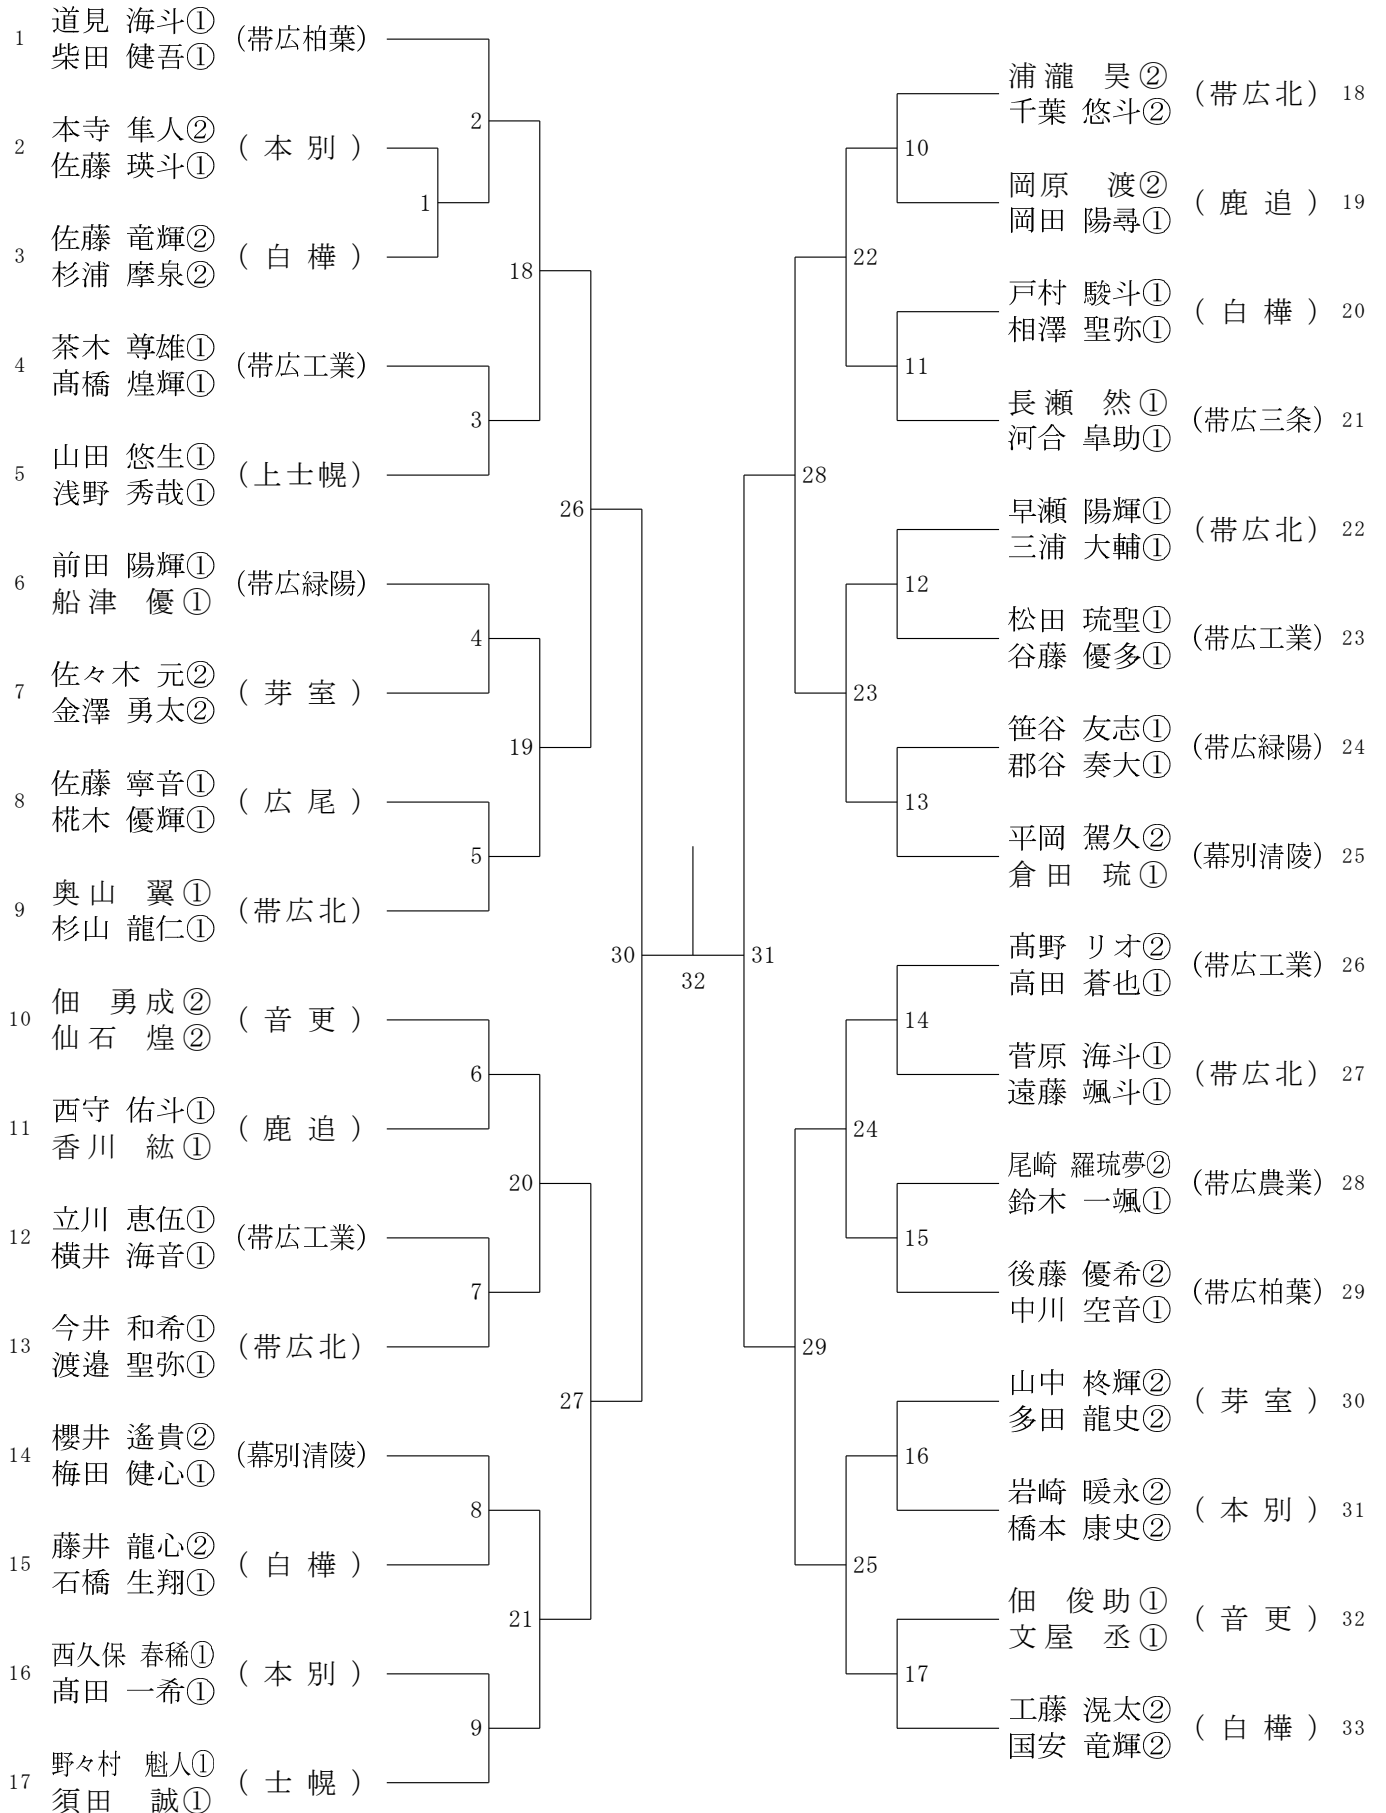 1 道見 海斗① (帯広柏葉)
柴田 健吾①
2 本寺 隼人② (本別)
佐藤 瑛斗①
3 佐藤 竜輝② (白樺)
杉浦 摩泉②
4 茶木 尊雄① (帯広工業)
髙橋 煌輝①
5 山田 悠生① (上士幌)
浅野 秀哉①
6 前田 陽輝① (帯広緑陽)
船津 優①
7 佐々木 元② (芽室)
金澤 勇太②
8 佐藤 寧音① (広尾)
椛木 優輝①
9 奥山 翼① (帯広北)
杉山 龍仁①
10 佃 勇成② (音更)
仙石 煌②
11 西守 佑斗① (鹿追)
香川 紘①
12 立川 恵伍① (帯広工業)
横井 海音①
13 今井 和希① (帯広北)
渡邉 聖弥①
14 櫻井 遙貴② (幕別清陵)
梅田 健心①
15 藤井 龍心② (白樺)
石橋 生翔①
16 西久保 春稀① (本別)
髙田 一希①
17 野々村 魁人① (士幌)
須田 誠①
1
2
3
4
5
6
7
8
9
18
19
20
21
26
27
30
32
31
28
29
22
23
24
25
10
11
12
13
14
15
16
17
浦瀧 昊② (帯広北) 18
千葉 悠斗②
岡原 渡② (鹿追) 19
岡田 陽尋①
戸村 駿斗① (白樺) 20
相澤 聖弥①
長瀬 然① (帯広三条) 21
河合 皐助①
早瀬 陽輝① (帯広北) 22
三浦 大輔①
松田 琉聖① (帯広工業) 23
谷藤 優多①
笹谷 友志① (帯広緑陽) 24
郡谷 奏大①
平岡 駕久② (幕別清陵) 25
倉田 琉①
髙野 リオ② (帯広工業) 26
高田 蒼也①
菅原 海斗① (帯広北) 27
遠藤 颯斗①
尾崎 羅琉夢② (帯広農業) 28
鈴木 一颯①
後藤 優希② (帯広柏葉) 29
中川 空音①
山中 柊輝② (芽室) 30
多田 龍史②
岩崎 暖永② (本別) 31
橋本 康史②
佃 俊助① (音更) 32
文屋 丞①
工藤 滉太② (白樺) 33
国安 竜輝②